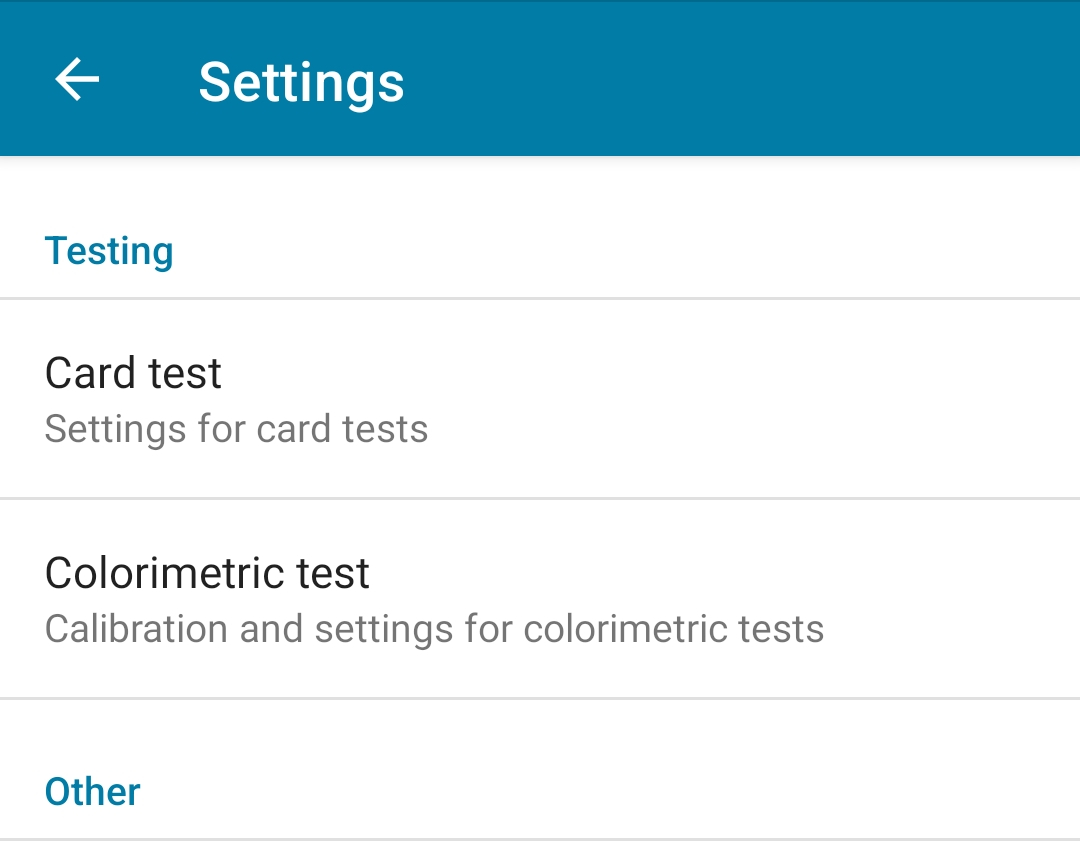 Settings
Testing
Card test
Settings for card tests
Colorimetric test
Calibration and settings for colorimetric tests
Other